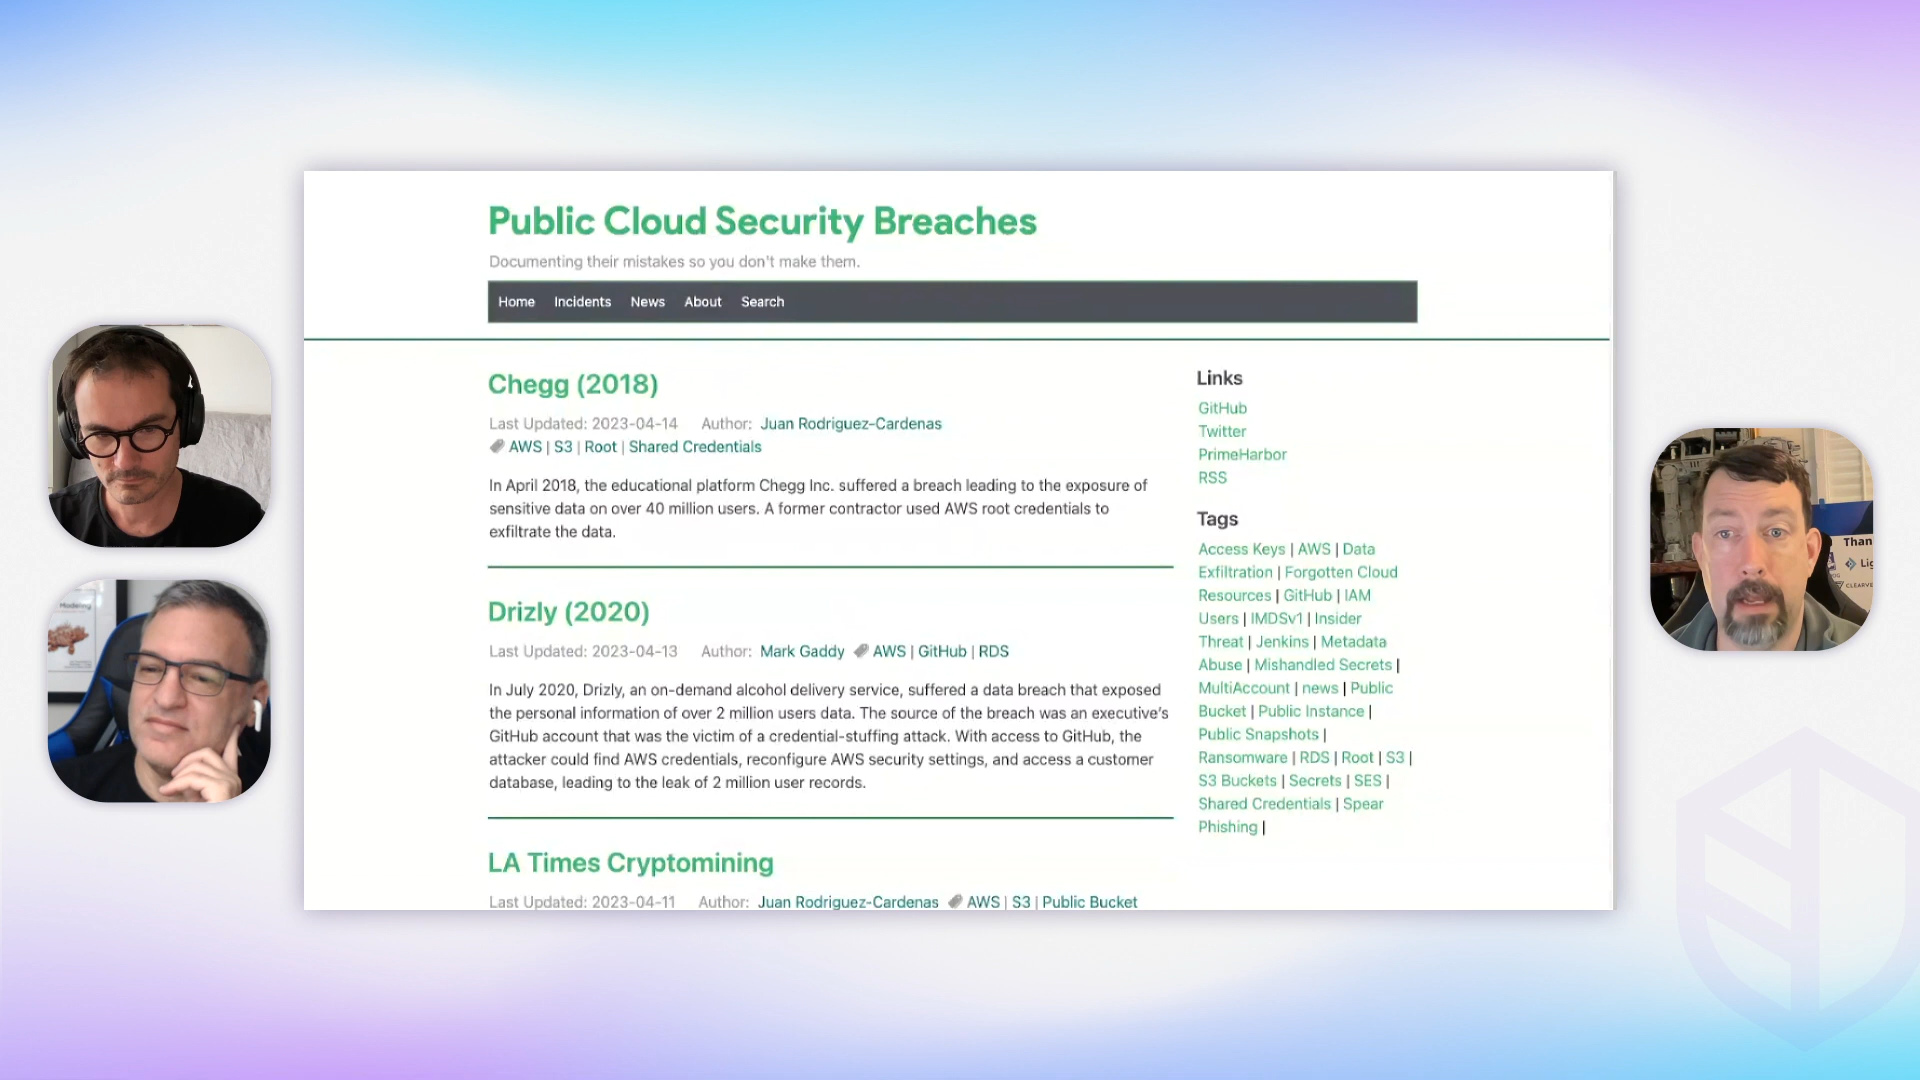 Public Cloud Security Breaches
Documenting their mistakes so you don't make them.
Home Incidents News About Search
Chegg (2018)
Last Updated: 2023-04-14 Author: Juan Rodriguez-Cardenas
AWS | S3 | Root | Shared Credentials
In April 2018, the educational platform Chegg Inc. suffered a breach leading to the exposure of
sensitive data on over 40 million users. A former contractor used AWS root credentials to
exfiltrate the data.
Drizly (2020)
Last Updated: 2023-04-13 Author: Mark Gaddy AWS | GitHub | RDS
In July 2020, Drizly, an on-demand alcohol delivery service, suffered a data breach that exposed
the personal information of over 2 million users data. The source of the breach was an executive's
GitHub account that was the victim of a credential-stuffing attack. With access to GitHub, the
attacker could find AWS credentials, reconfigure AWS security settings, and access a customer
database, leading to the leak of 2 million user records.
LA Times Cryptomining
Last Updated: 2023-04-11 Author: Juan Rodriguez-Cardenas AWS | S3 | Public Bucket
Links
GitHub
Twitter
PrimeHarbor
RSS
Tags
Access Keys | AWS | Data
Exfiltration | Forgotten Cloud
Resources | GitHub | IAM
Users | IMDSv1 | Insider
Threat | Jenkins | Metadata
Abuse | Mishandled Secrets |
MultiAccount | news | Public
Bucket | Public Instance |
Public Snapshots |
Ransomware | RDS | Root | S3 |
S3 Buckets | Secrets | SES |
Shared Credentials | Spear
Phishing |
Modeling
Than
Lig
CLEARVE